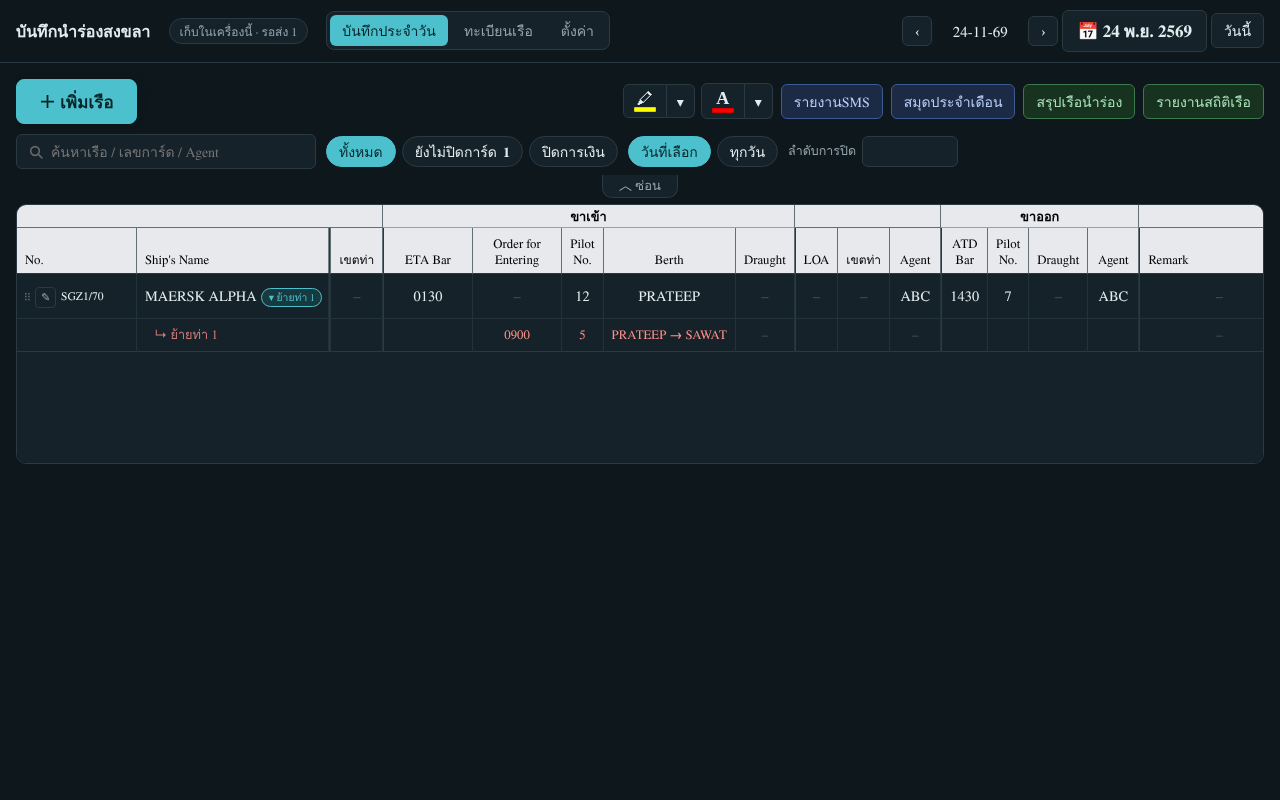 บันทึกนำร่องสงขลา
เก็บในเครื่องนี้ · รอส่ง 1
บันทึกประจำวัน ทะเบียนเรือ ตั้งค่า
‹ 24-11-69 › 📅 24 พ.ย. 2569 วันนี้
+ เพิ่มเรือ
A ▼ รายงานSMS สมุดประจำเดือน สรุปเรือนำร่อง รายงานสถิติเรือ
ค้นหาเรือ / เลขการ์ด / Agent
ทั้งหมด ยังไม่ปิดการ์ด 1 ปิดการเงิน วันที่เลือก ทุกวัน ลำดับการปิด
ซ่อน
ขาเข้า ขาออก
No. Ship's Name เขตท่า ETA Bar Order for Entering Pilot No. Berth Draught LOA เขตท่า Agent ATD Bar Pilot No. Draught Agent Remark
SGZ1/70 MAERSK ALPHA ▾ ย้ายท่า 1 – 0130 – 12 PRATEEP – – – ABC 1430 7 – ABC –
↳ ย้ายท่า 1 0900 5 PRATEEP → SAWAT – – –